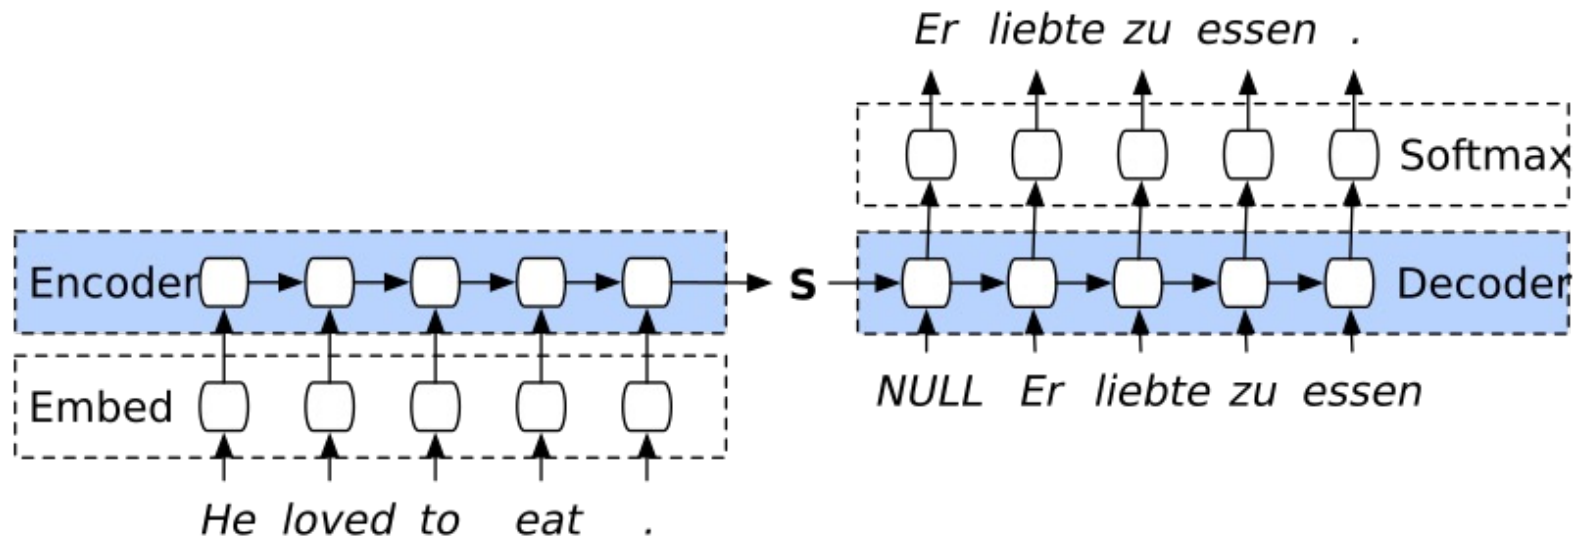 Er liebte zu essen .
Softmax
Encoder
S
Decoder
Embed
NULL Er liebte zu essen
He loved to eat .